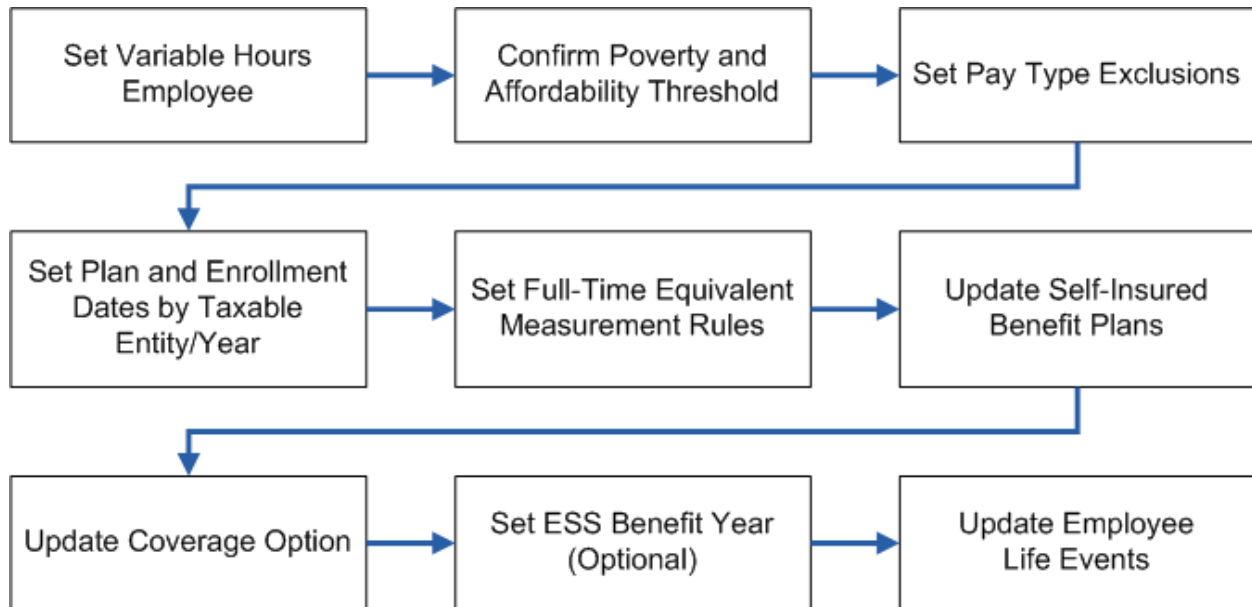 Set Variable Hours
Employee
Confirm Poverty and
Affordability Threshold
Set Pay Type Exclusions
Set Plan and Enrollment
Dates by Taxable
Entity/Year
Set Full-Time Equivalent
Measurement Rules
Update Self-Insured
Benefit Plans
Update Coverage Option
Set ESS Benefit Year
(Optional)
Update Employee
Life Events